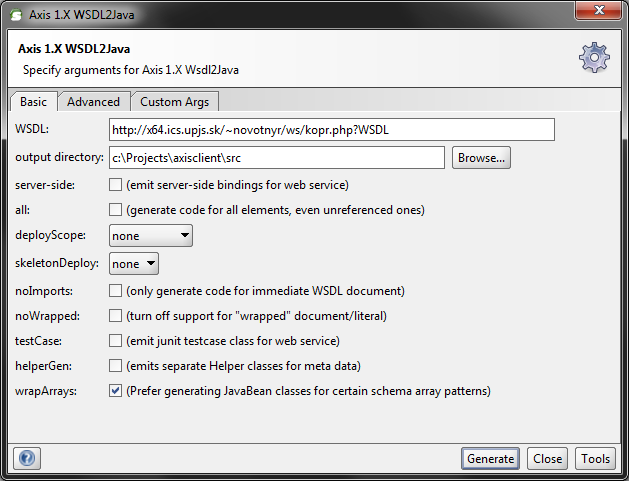 Axis 1.X WSDL2Java
Axis 1.X WSDL2Java
Specify arguments for Axis 1.X Wsdl2Java
Basic Advanced Custom Args
WSDL: http://x64.ics.upjs.sk/~novotnyr/ws/kopr.php?WSDL
output directory: c:\Projects\axisclient\src Browse...
server-side: (emit server-side bindings for web service)
all: (generate code for all elements, even unreferenced ones)
deployScope: none
skeletonDeploy: none
noImports: (only generate code for immediate WSDL document)
noWrapped: (turn off support for "wrapped" document/literal)
testCase: (emit junit testcase class for web service)
helperGen: (emits separate Helper classes for meta data)
wrapArrays: (Prefer generating JavaBean classes for certain schema array patterns)
? Generate Close Tools